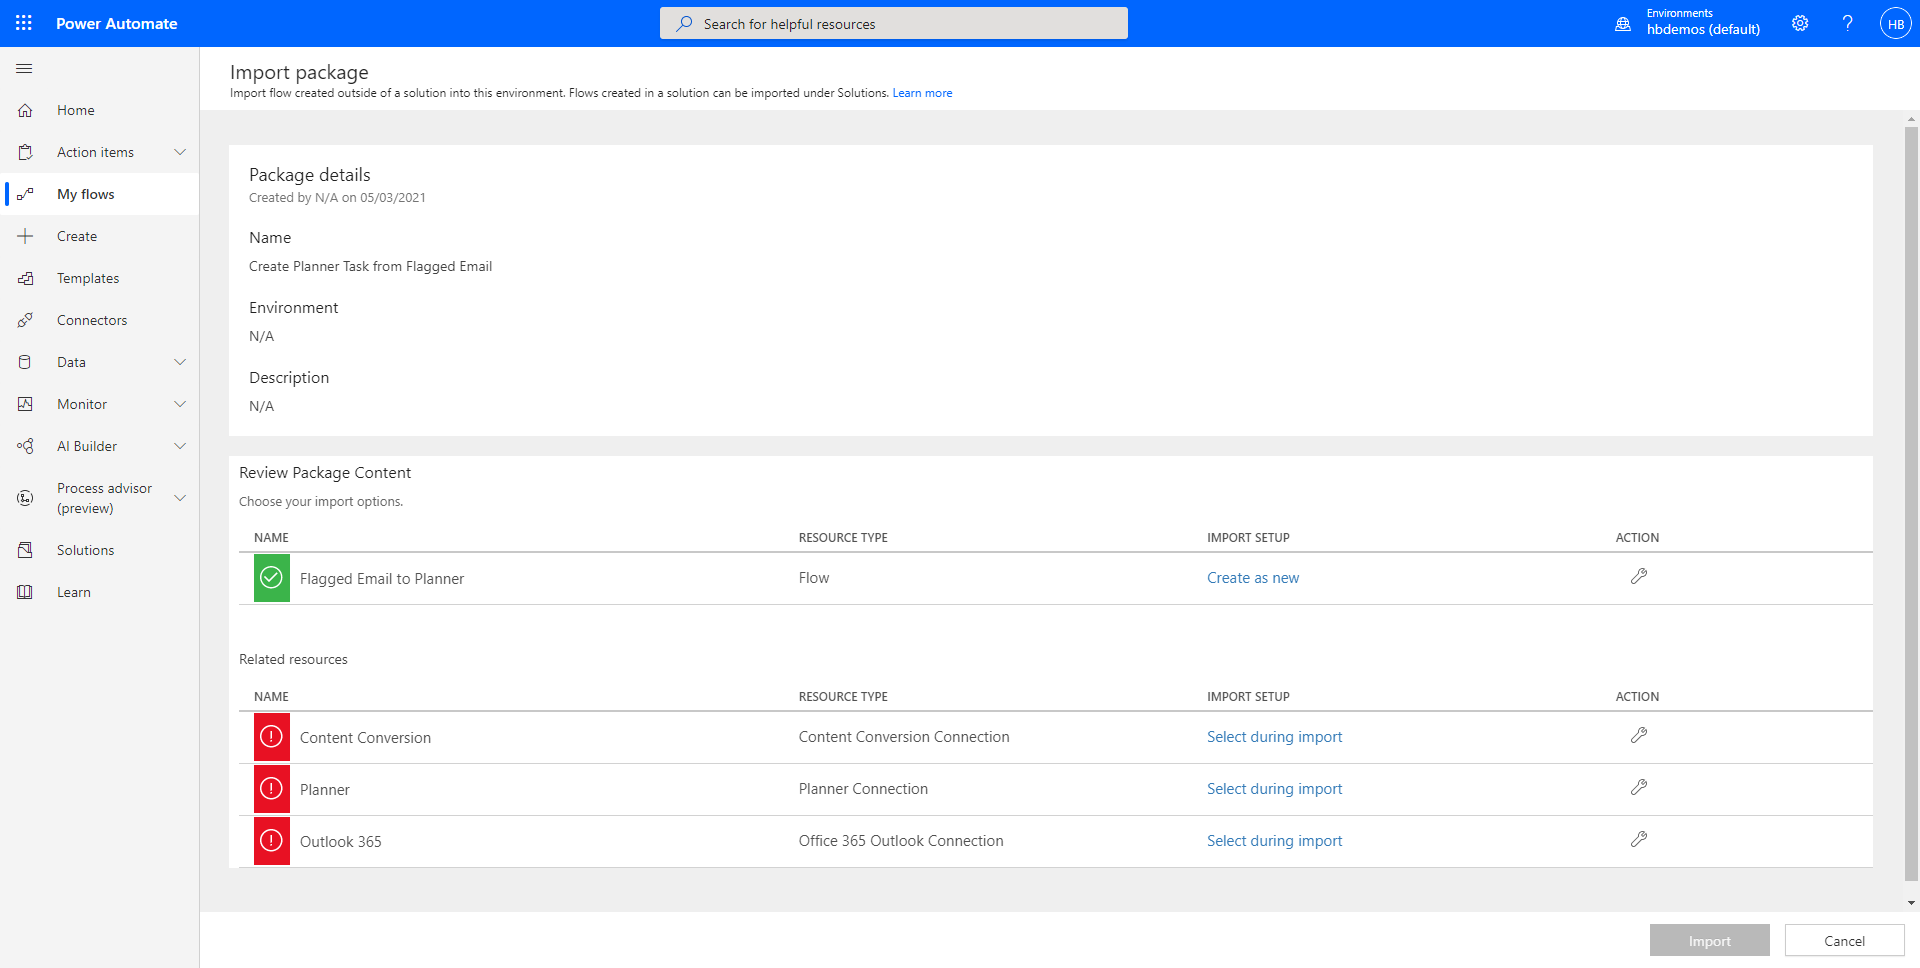 Power Automate
Search for helpful resources
Environments
hbdemos (default)
?
HB
Home
Action items
My flows
Create
Templates
Connectors
Data
Monitor
AI Builder
Process advisor
(preview)
Solutions
Learn
Import package
Import flow created outside of a solution into this environment. Flows created in a solution can be imported under Solutions. Learn more
Package details
Created by N/A on 05/03/2021
Name
Create Planner Task from Flagged Email
Environment
N/A
Description
N/A
Review Package Content
Choose your import options.
NAME RESOURCE TYPE IMPORT SETUP ACTION
Flagged Email to Planner Flow Create as new
Related resources
NAME RESOURCE TYPE IMPORT SETUP ACTION
Content Conversion Content Conversion Connection Select during import
Planner Planner Connection Select during import
Outlook 365 Office 365 Outlook Connection Select during import
Import Cancel